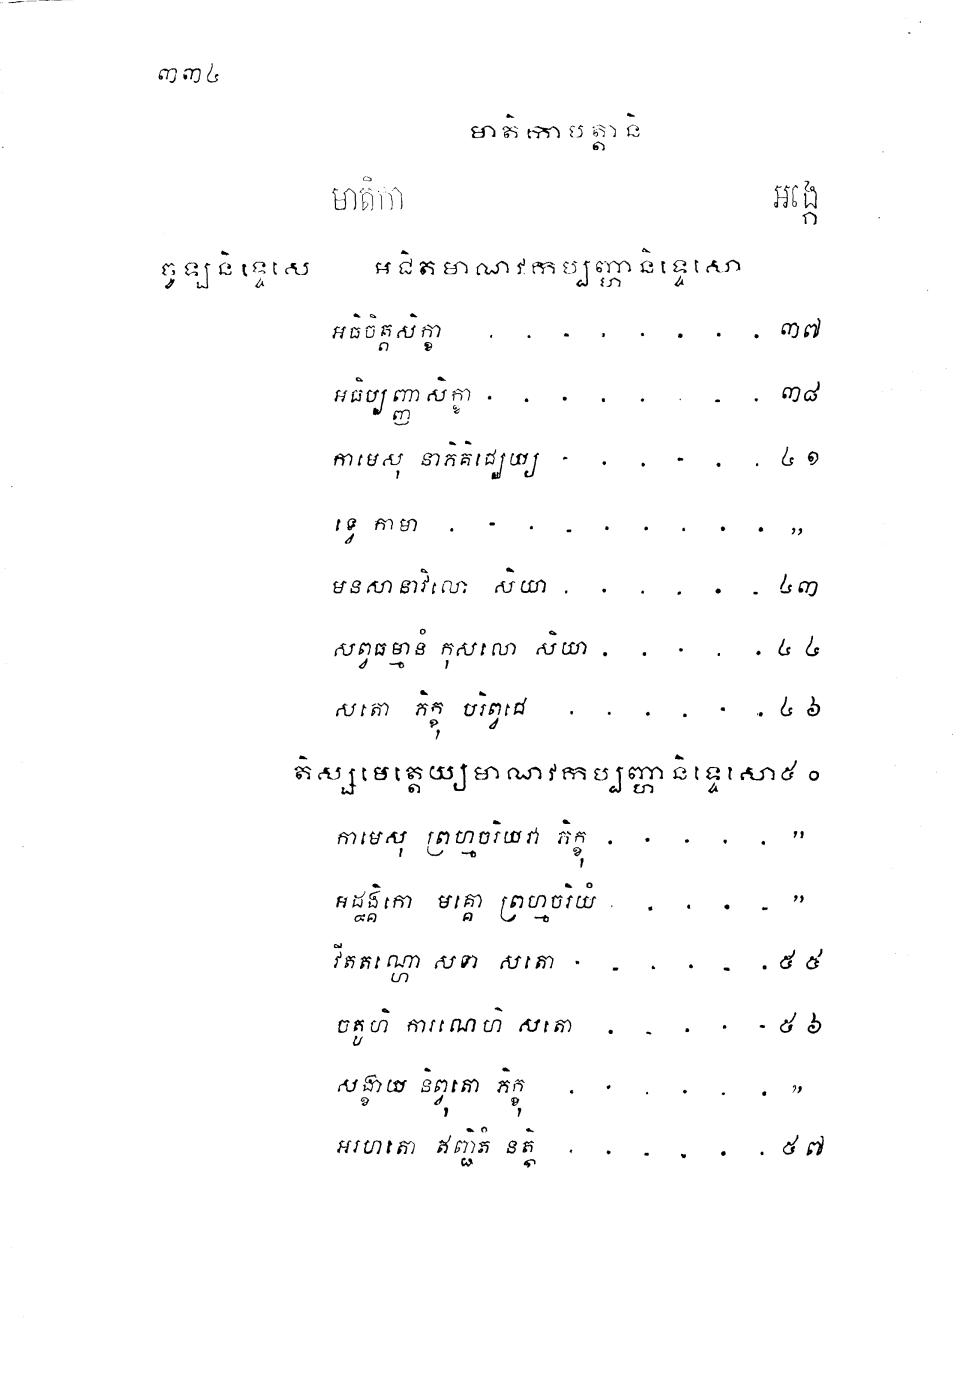 ៣៣៤
មាតិកាបត្តានិ
មាតិកា អង្កេ
ចូឡនិទ្ទេសេ អជិតមាណវកប្បញ្ហានិទ្ទេសោ
អធិចិត្តសិក្ខា . . . . . . . . ៣៧
អធិប្បញ្ញាសិក្ខា . . . . . . . . ៣៨
កាមេសុ នាភិគិជ្ឈេយ្យ . . . . . . ៤១
ទ្វេ កាមា . . . . . . . . . ,,
មនសានាវិលោ សិយា . . . . . . ៤៣
សព្វធម្មានំ កុសលោ សិយា . . . . . ៤៤
សតោ ភិក្ខុ បរិព្វជេ . . . . . . ៤៦
តិស្សមេត្តេយ្យមាណវកប្បញ្ហានិទ្ទេសោ ៥០
កាមេសុ ព្រហ្មចរិយវា ភិក្ខុ . . . . . ,,
អដ្ឋង្គិកោ មគ្គោ ព្រហ្មចរិយំ . . . . . ,,
វីតតណ្ហោ សទា សតោ . . . . . . ៥៥
ចតូហិ ការណេហិ សតោ . . . . . ៥៦
សង្ខាយ និព្វុតោ ភិក្ខុ . . . . . . ,,
អរហតោ ឥញ្ជិតំ នត្ថិ . . . . . . ៥៧